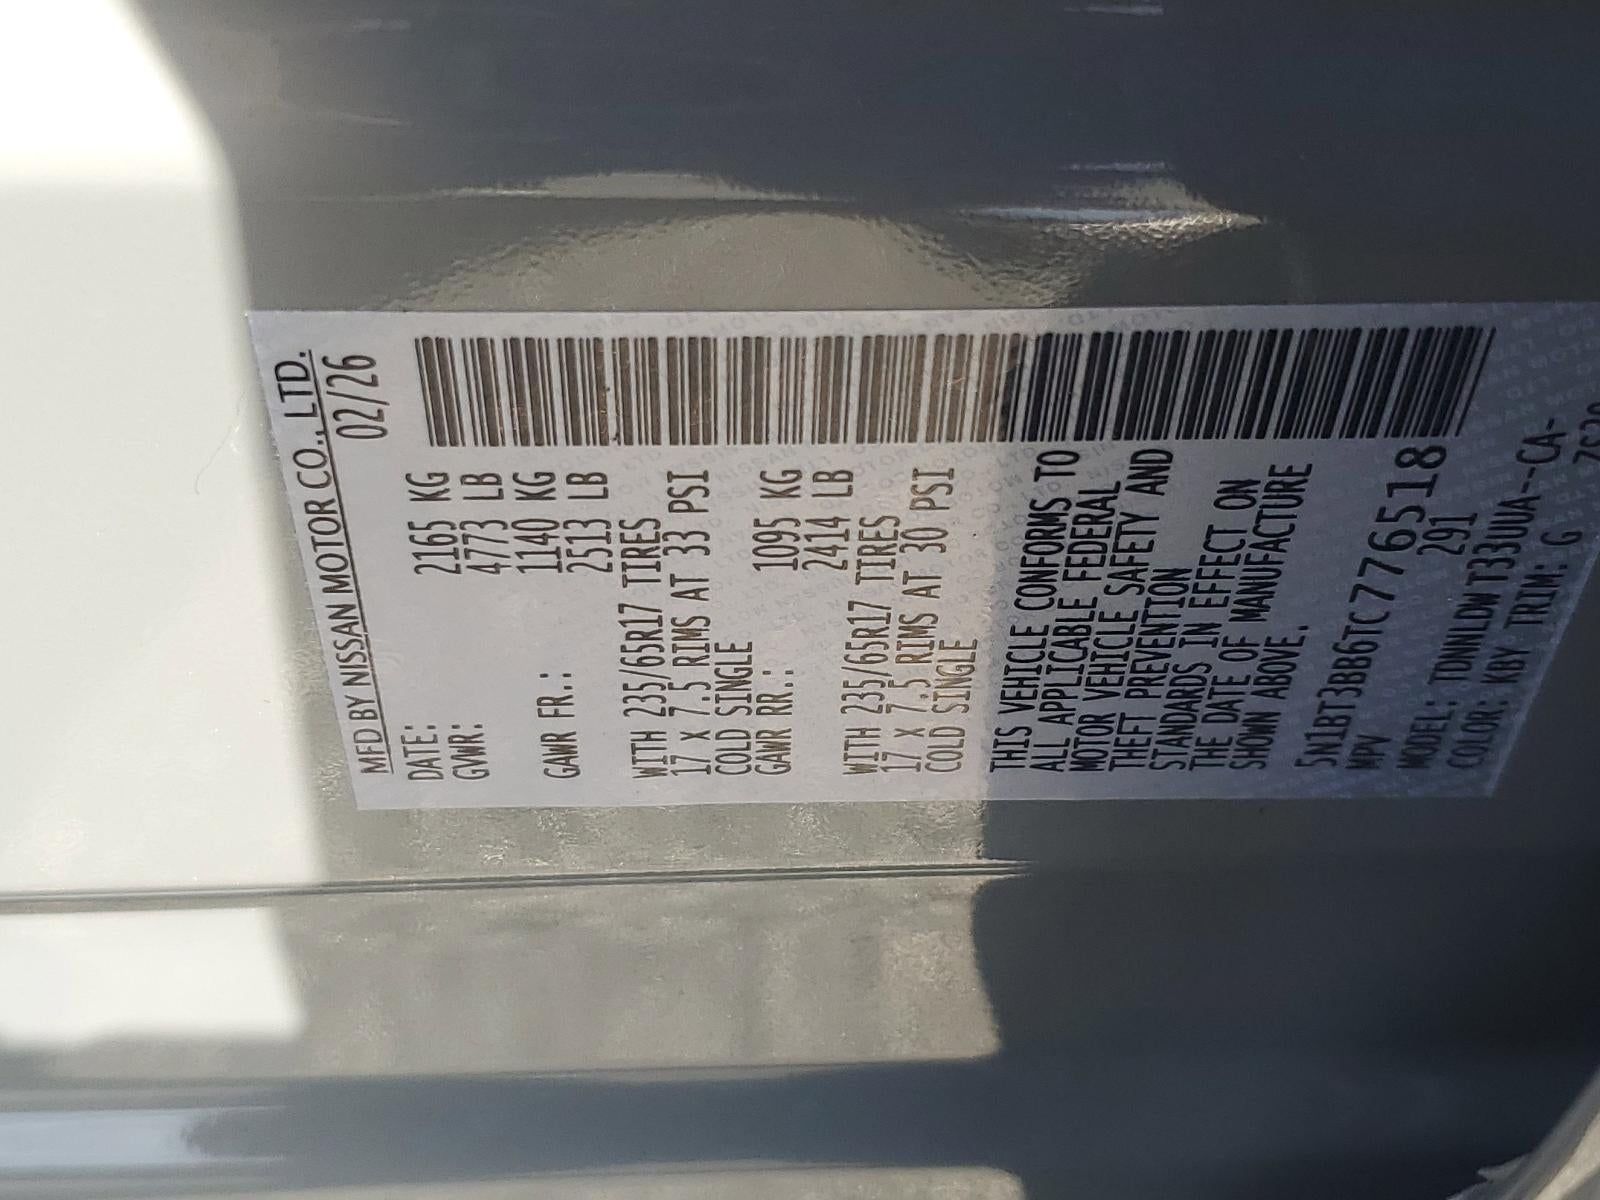 MFD BY NISSAN MOTOR CO., LTD.
02/26
DATE: 2165 KG
GVWR: 4773 LB
1140 KG
GAWR FR.: 2513 LB
WITH 235/65R17 TIRES
17 X 7.5 RIMS AT 33 PSI
COLD SINGLE
GAWR RR.: 1095 KG
2414 LB
WITH 235/65R17 TIRES
17 X 7.5 RIMS AT 30 PSI
COLD SINGLE
THIS VEHICLE CONFORMS TO
ALL APPLICABLE FEDERAL
MOTOR VEHICLE SAFETY AND
THEFT PREVENTION
STANDARDS IN EFFECT ON
THE DATE OF MANUFACTURE
SHOWN ABOVE.
5N1BT3BB6TC776518
MPV 291
MODEL: TDNNLDW T33UUA--CA-
COLOR: KBY TRIM: G